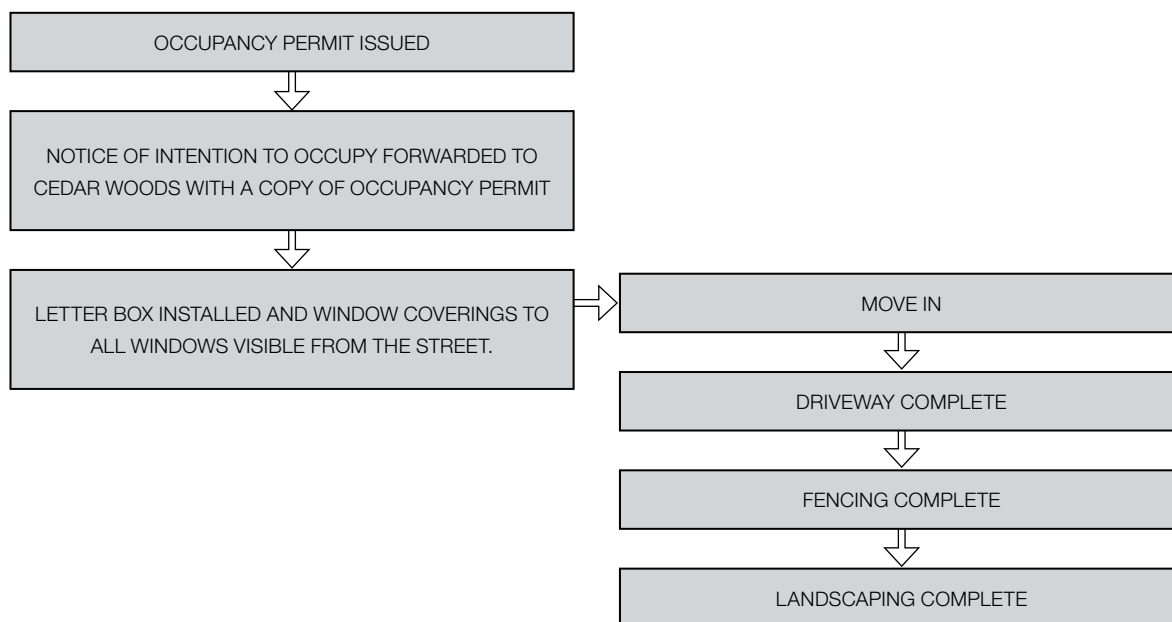 OCCUPANCY PERMIT ISSUED
NOTICE OF INTENTION TO OCCUPY FORWARDED TO
CEDAR WOODS WITH A COPY OF OCCUPANCY PERMIT
LETTER BOX INSTALLED AND WINDOW COVERINGS TO
ALL WINDOWS VISIBLE FROM THE STREET.
MOVE IN
DRIVEWAY COMPLETE
FENCING COMPLETE
LANDSCAPING COMPLETE